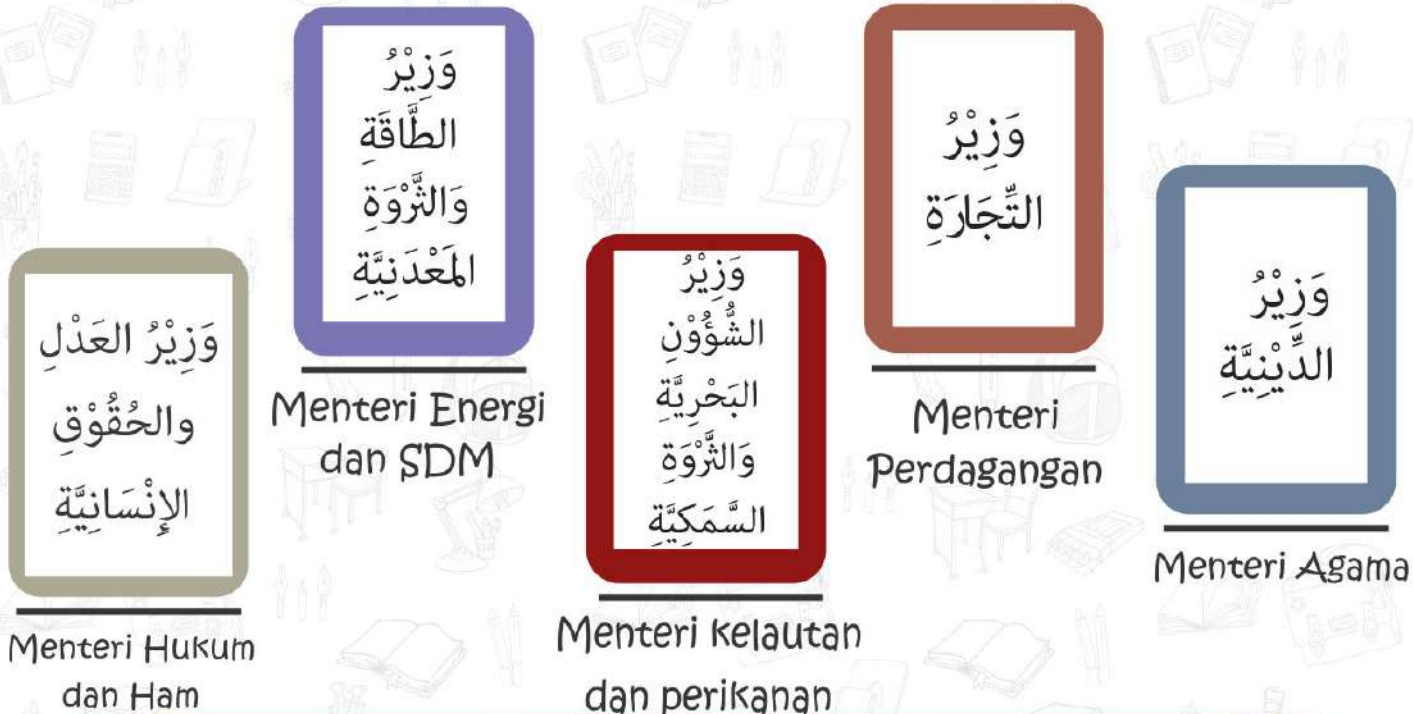 وَزِيْرُ العَدْلِ
والحُقُوْقِ
الإِنْسَانِيَّةِ
Menteri Hukum
dan Ham
وَزِيْرُ
الطَّاقَةِ
وَالثَّرْوَةِ
المَعْدَنِيَّةِ
Menteri Energi
dan SDM
وَزِيْرُ
الشُّؤُوْنِ
البَحْرِيَّةِ
وَالثَّرْوَةِ
السَّمَكِيَّةِ
Menteri kelautan
dan perikanan
وَزِيْرُ
التِّجَارَةِ
Menteri
Perdagangan
وَزِيْرُ
الدِّيْنِيَّةِ
Menteri Agama